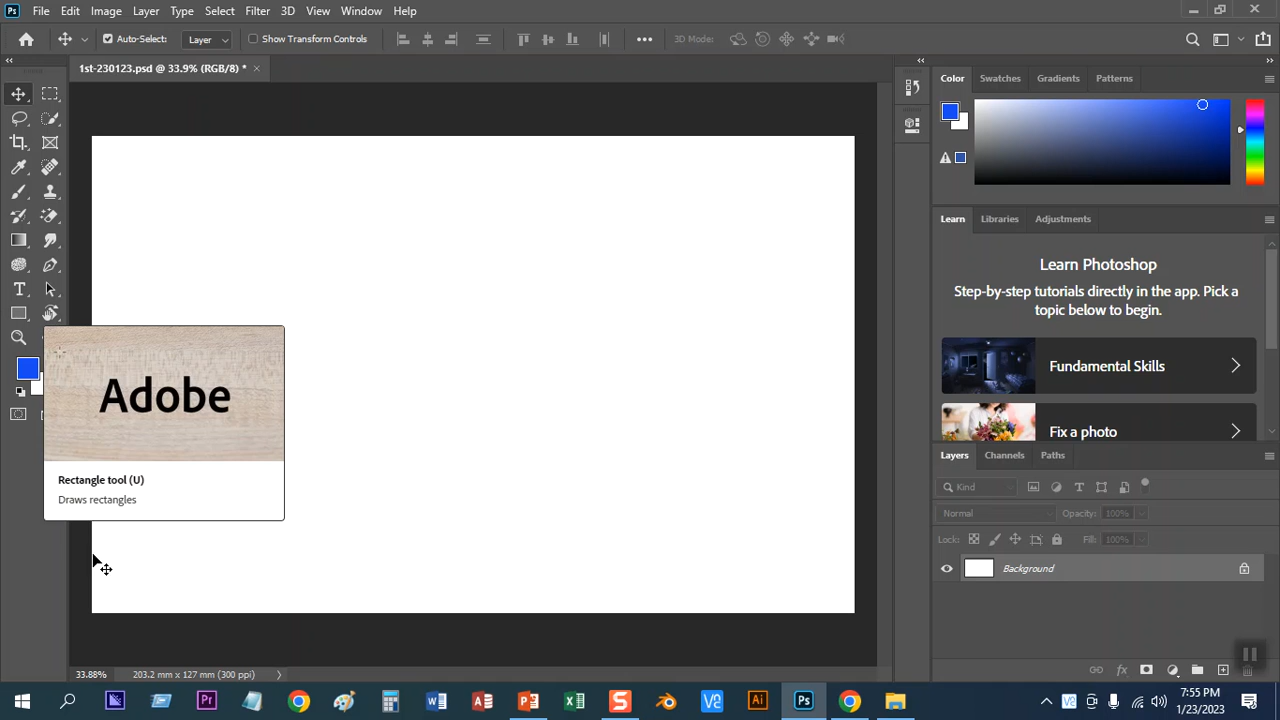 Ps File Edit Image Layer Type Select Filter 3D View Window Help
Auto-Select: Layer Show Transform Controls 3D Mode:
1st-230123.psd @ 33.9% (RGB/8) *
Color Swatches Gradients Patterns
Learn Libraries Adjustments
Learn Photoshop
Step-by-step tutorials directly in the app. Pick a
topic below to begin.
Fundamental Skills
Fix a photo
Adobe
Rectangle tool (U)
Draws rectangles
Layers Channels Paths
Kind
Normal Opacity: 100%
Lock: Fill: 100%
Background
33.88% 203.2 mm x 127 mm (300 ppi)
Pr Ai Ps
7:55 PM
1/23/2023